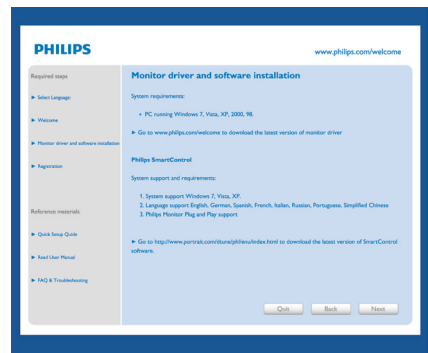 PHILIPS
www.philips.com/welcome
Required steps
► Select Language:
► Welcome
► Monitor driver and software installation
► Registration
Reference materials:
► Quick Setup Guide
► Read User Manual
► FAQ & Troubleshooting
Monitor driver and software installation
System requirements:
• PC running Windows 7, Vista, XP, 2000, 98.
► Go to www.philips.com/welcome to download the latest version of monitor driver
Philips SmartControl
System support and requirements:
1. System support Windows 7, Vista, XP.
2. Language support English, German, Spanish, French, Italian, Russian, Portuguese, Simplified Chinese
3. Philips Monitor Plug and Play support
► Go to http://www.portrait.com/dtune/phl/enu/index.html to download the latest version of SmartControl
software.
Quit
Back
Next